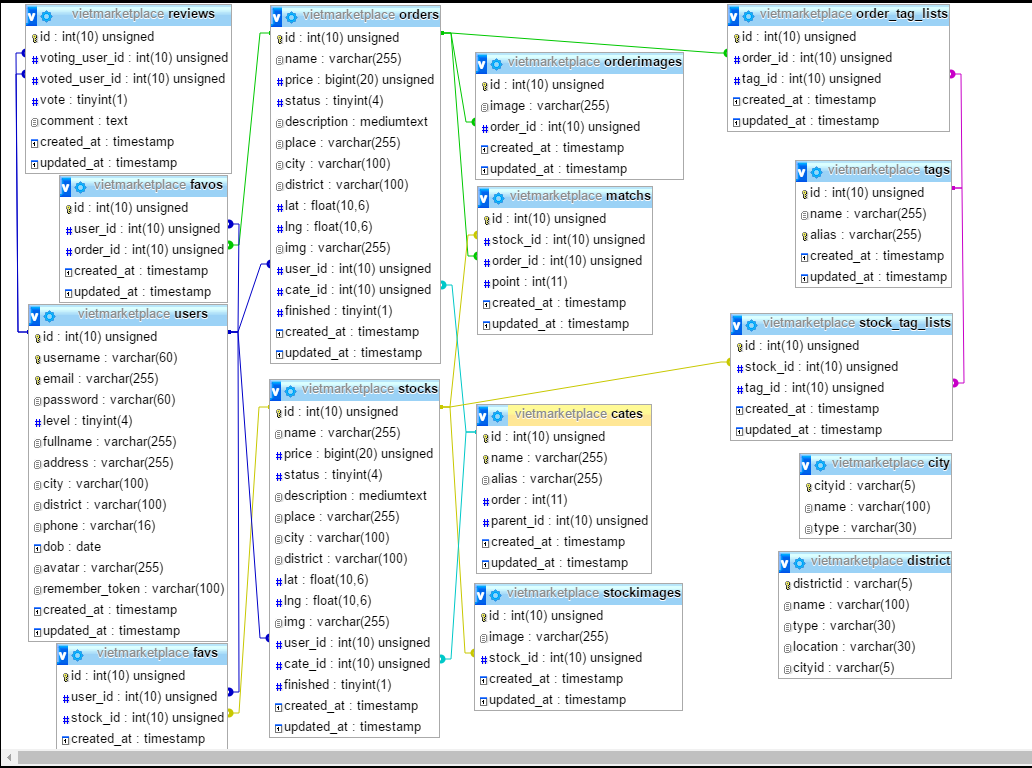 vietmarketplace reviews
id : int(10) unsigned
voting_user_id : int(10) unsigned
voted_user_id : int(10) unsigned
vote : tinyint(1)
comment : text
created_at : timestamp
updated_at : timestamp
vietmarketplace favos
id : int(10) unsigned
user_id : int(10) unsigned
order_id : int(10) unsigned
created_at : timestamp
updated_at : timestamp
vietmarketplace users
id : int(10) unsigned
username : varchar(60)
email : varchar(255)
password : varchar(60)
level : tinyint(4)
fullname : varchar(255)
address : varchar(255)
city : varchar(100)
district : varchar(100)
phone : varchar(16)
dob : date
avatar : varchar(255)
remember_token : varchar(100)
created_at : timestamp
updated_at : timestamp
vietmarketplace favs
id : int(10) unsigned
user_id : int(10) unsigned
stock_id : int(10) unsigned
created_at : timestamp
vietmarketplace orders
id : int(10) unsigned
name : varchar(255)
price : bigint(20) unsigned
status : tinyint(4)
description : mediumtext
place : varchar(255)
city : varchar(100)
district : varchar(100)
lat : float(10,6)
lng : float(10,6)
img : varchar(255)
user_id : int(10) unsigned
cate_id : int(10) unsigned
finished : tinyint(1)
created_at : timestamp
updated_at : timestamp
vietmarketplace stocks
id : int(10) unsigned
name : varchar(255)
price : bigint(20) unsigned
status : tinyint(4)
description : mediumtext
place : varchar(255)
city : varchar(100)
district : varchar(100)
lat : float(10,6)
lng : float(10,6)
img : varchar(255)
user_id : int(10) unsigned
cate_id : int(10) unsigned
finished : tinyint(1)
created_at : timestamp
updated_at : timestamp
vietmarketplace orderimages
id : int(10) unsigned
image : varchar(255)
order_id : int(10) unsigned
created_at : timestamp
updated_at : timestamp
vietmarketplace matchs
id : int(10) unsigned
stock_id : int(10) unsigned
order_id : int(10) unsigned
point : int(11)
created_at : timestamp
updated_at : timestamp
vietmarketplace cates
id : int(10) unsigned
name : varchar(255)
alias : varchar(255)
order : int(11)
parent_id : int(10) unsigned
created_at : timestamp
updated_at : timestamp
vietmarketplace stockimages
id : int(10) unsigned
image : varchar(255)
stock_id : int(10) unsigned
created_at : timestamp
updated_at : timestamp
vietmarketplace order_tag_lists
id : int(10) unsigned
order_id : int(10) unsigned
tag_id : int(10) unsigned
created_at : timestamp
updated_at : timestamp
vietmarketplace tags
id : int(10) unsigned
name : varchar(255)
alias : varchar(255)
created_at : timestamp
updated_at : timestamp
vietmarketplace stock_tag_lists
id : int(10) unsigned
stock_id : int(10) unsigned
tag_id : int(10) unsigned
created_at : timestamp
updated_at : timestamp
vietmarketplace city
cityid : varchar(5)
name : varchar(100)
type : varchar(30)
vietmarketplace district
districtid : varchar(5)
name : varchar(100)
type : varchar(30)
location : varchar(30)
cityid : varchar(5)